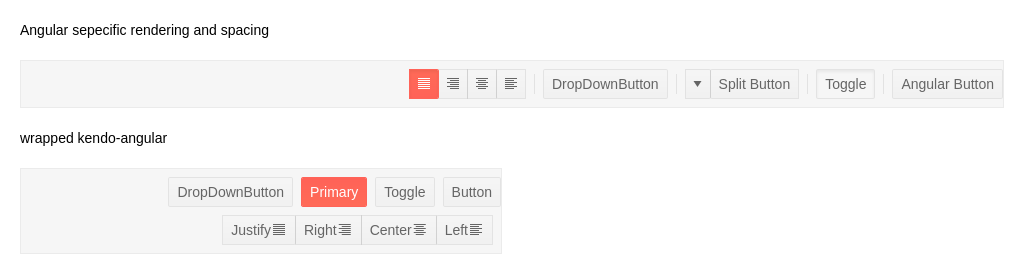 Angular sepecific rendering and spacing
DropDownButton Split Button Toggle Angular Button
wrapped kendo-angular
DropDownButton Primary Toggle Button
Justify Right Center Left